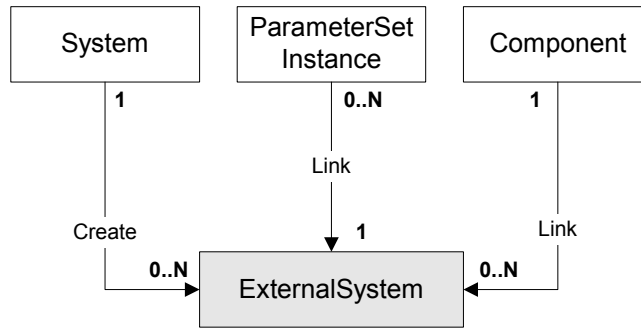 System
ParameterSet
Instance
Component
1
0..N
1
Link
Create
Link
1
0..N
0..N
ExternalSystem